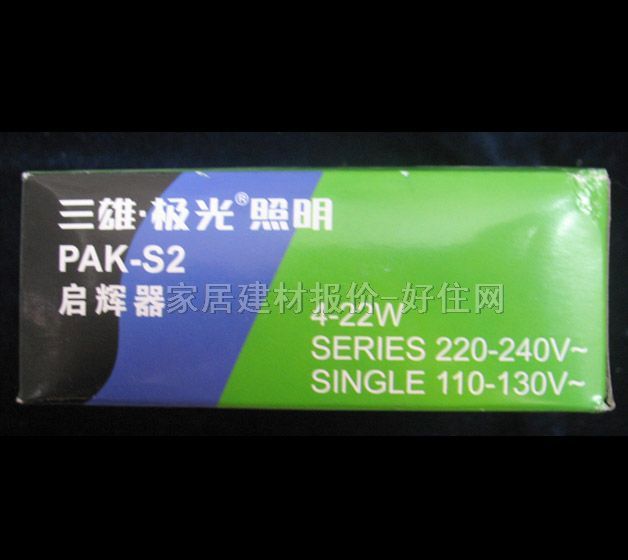 三雄·极光®照明
PAK-S2
启辉器
家居建材报价-好住网
4-22W
SERIES 220-240V~
SINGLE 110-130V~